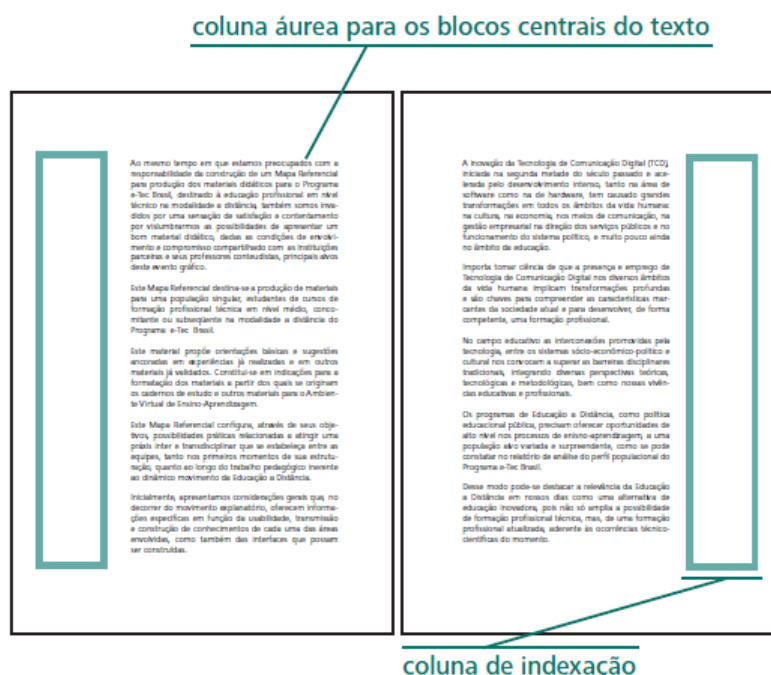 coluna áurea para os blocos centrais do texto
Ao mesmo tempo em que estamos preocupados com a
responsabilidade da construção de um Mapa Referencial
para produção dos materiais didáticos para o Programa
e-Tec Brasil, destinado à educação profissional em nível
técnico na modalidade a distância, também somos inva-
didos por uma sensação de satisfação e contentamento
por vislumbrarmos as possibilidades de apresentar um
bom material didático, dadas as condições de envolvi-
mento e compromisso compartilhado com as instituições
parceiras e seus professores conteudistas, principais alvos
deste evento gráfico.
Este Mapa Referencial destina-se a produção de materiais
para uma população singular, estudantes de cursos de
formação profissional técnica em nível médio, conco-
mitante ou subseqüente na modalidade a distância do
Programa e-Tec Brasil.
Este material propõe orientações básicas e sugestões
ancoradas em experiências já realizadas e em outros
materiais já validados. Constitui-se em indicações para a
formatação dos materiais a partir dos quais se originam
os cadernos de estudo e outros materiais para o Ambien-
te Virtual de Ensino-Aprendizagem.
Este Mapa Referencial configura, através de seus obje-
tivos, possibilidades práticas relacionadas a atingir uma
práxis inter e transdisciplinar que se estabeleça entre as
equipes, tanto nos primeiros momentos de sua estrutu-
ração, quanto ao longo do trabalho pedagógico inerente
ao dinâmico movimento da Educação a Distância.
Inicialmente, apresentamos considerações gerais que, no
decorrer do movimento explanatório, oferecem informa-
ções específicas em função da usabilidade, transmissão
e construção de conhecimentos de cada uma das áreas
envolvidas, como também das interfaces que possam
ser construídas.
A inovação da Tecnologia de Comunicação Digital (TCD),
iniciada na segunda metade do século passado e ace-
lerada pelo desenvolvimento intenso, tanto na área de
software como na de hardware, tem causado grandes
transformações em todos os âmbitos da vida humana:
na cultura, na economia, nos meios de comunicação, na
gestão empresarial na direção dos serviços públicos e no
funcionamento do sistema político, e muito pouco ainda
no âmbito da educação.
Importa tomar ciência de que a presença e emprego de
Tecnologia de Comunicação Digital nos diversos âmbitos
da vida humana implicam transformações profundas
e são chaves para compreender as características mar-
cantes da sociedade atual e para desenvolver, de forma
competente, uma formação profissional.
No campo educativo as interconexões promovidas pela
tecnologia, entre os sistemas sócio-econômico-político e
cultural nos convocam a superar as barreiras disciplinares
tradicionais, integrando diversas perspectivas teóricas,
tecnológicas e metodológicas, bem como nossas vivên-
cias educativas e profissionais.
Os programas de Educação a Distância, como política
educacional pública, precisam oferecer oportunidades de
alto nível nos processos de enisno-aprendizagem, a uma
população alvo variada e surpreendente, como se pode
constatar no relatório de análise do perfil populacional do
Programa e-Tec Brasil.
Desse modo pode-se destacar a relevância da Educação
a Distância em nossos dias como uma alternativa de
educação inovadora, pois não só amplia a possibilidade
de formação profissional técnica, mas, de uma formação
profissional atualizada, aderente às ocorrências técnico-
científicas do momento.
coluna de indexação